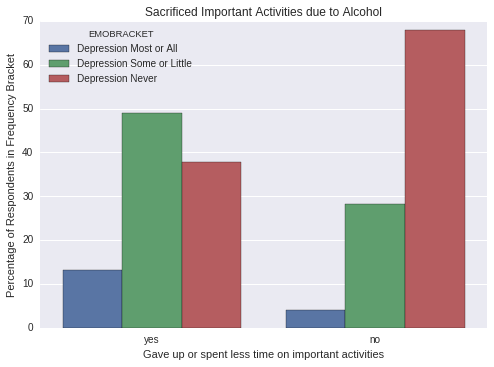 Sacrificed Important Activities due to Alcohol
70
60
50
40
30
20
10
0
Percentage of Respondents in Frequency Bracket
EMOBRACKET
Depression Most or All
Depression Some or Little
Depression Never
yes no
Gave up or spent less time on important activities